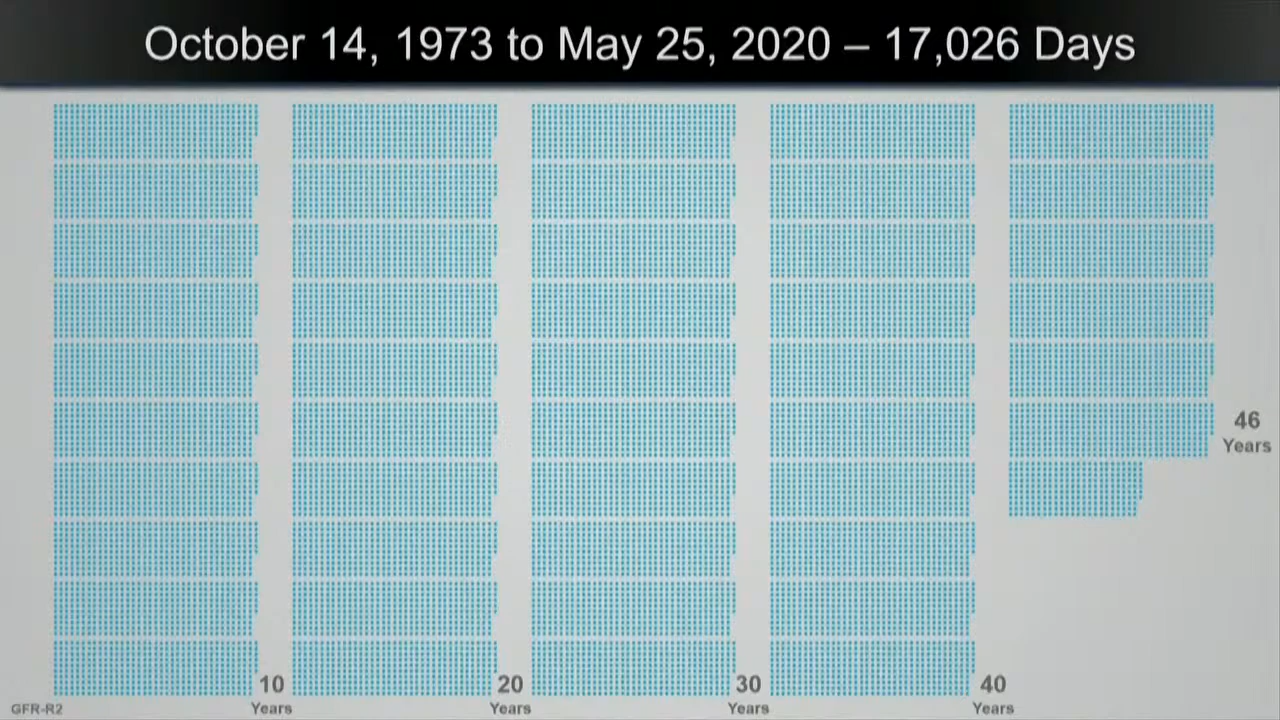 October 14, 1973 to May 25, 2020 – 17,026 Days
46
Years
10
Years
20
Years
30
Years
40
Years
GFR-R2